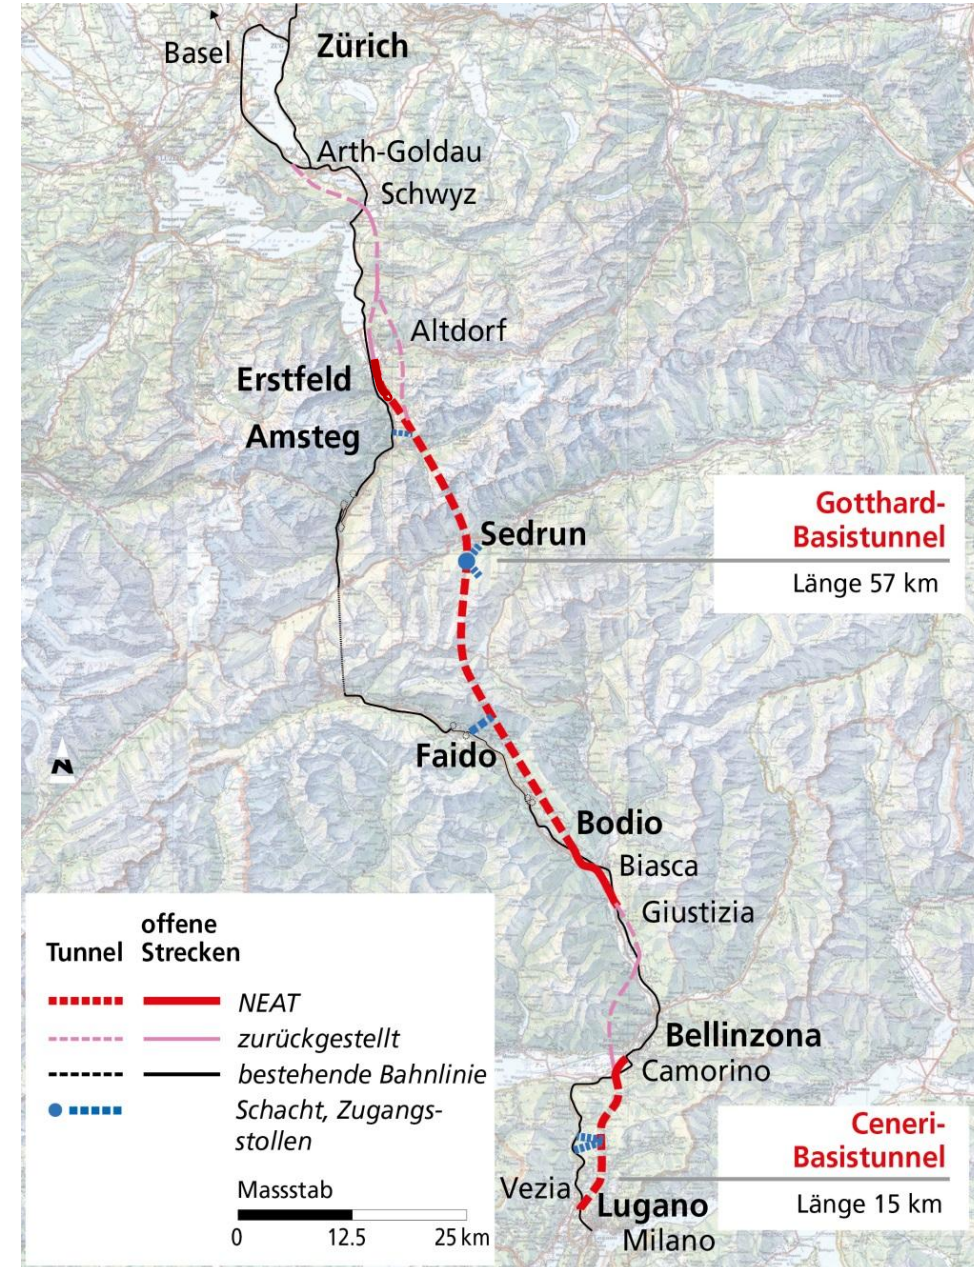 Basel
Zürich
Arth-Goldau
Schwyz
Altdorf
Erstfeld
Amsteg
Sedrun
Gotthard-
Basistunnel
Länge 57 km
Faido
N
Bodio
Biasca
Giustizia
offene
Tunnel Strecken
NEAT
zurückgestellt
bestehende Bahnlinie
Schacht, Zugangs-
stollen
Massstab
0 12.5 25 km
Bellinzona
Camorino
Ceneri-
Basistunnel
Länge 15 km
Vezia
Lugano
Milano